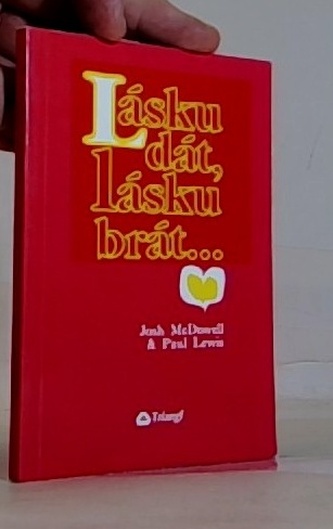 Lásku
dát,
lásku
brát...
Josh McDowell
& Paul Lewis
Triangl